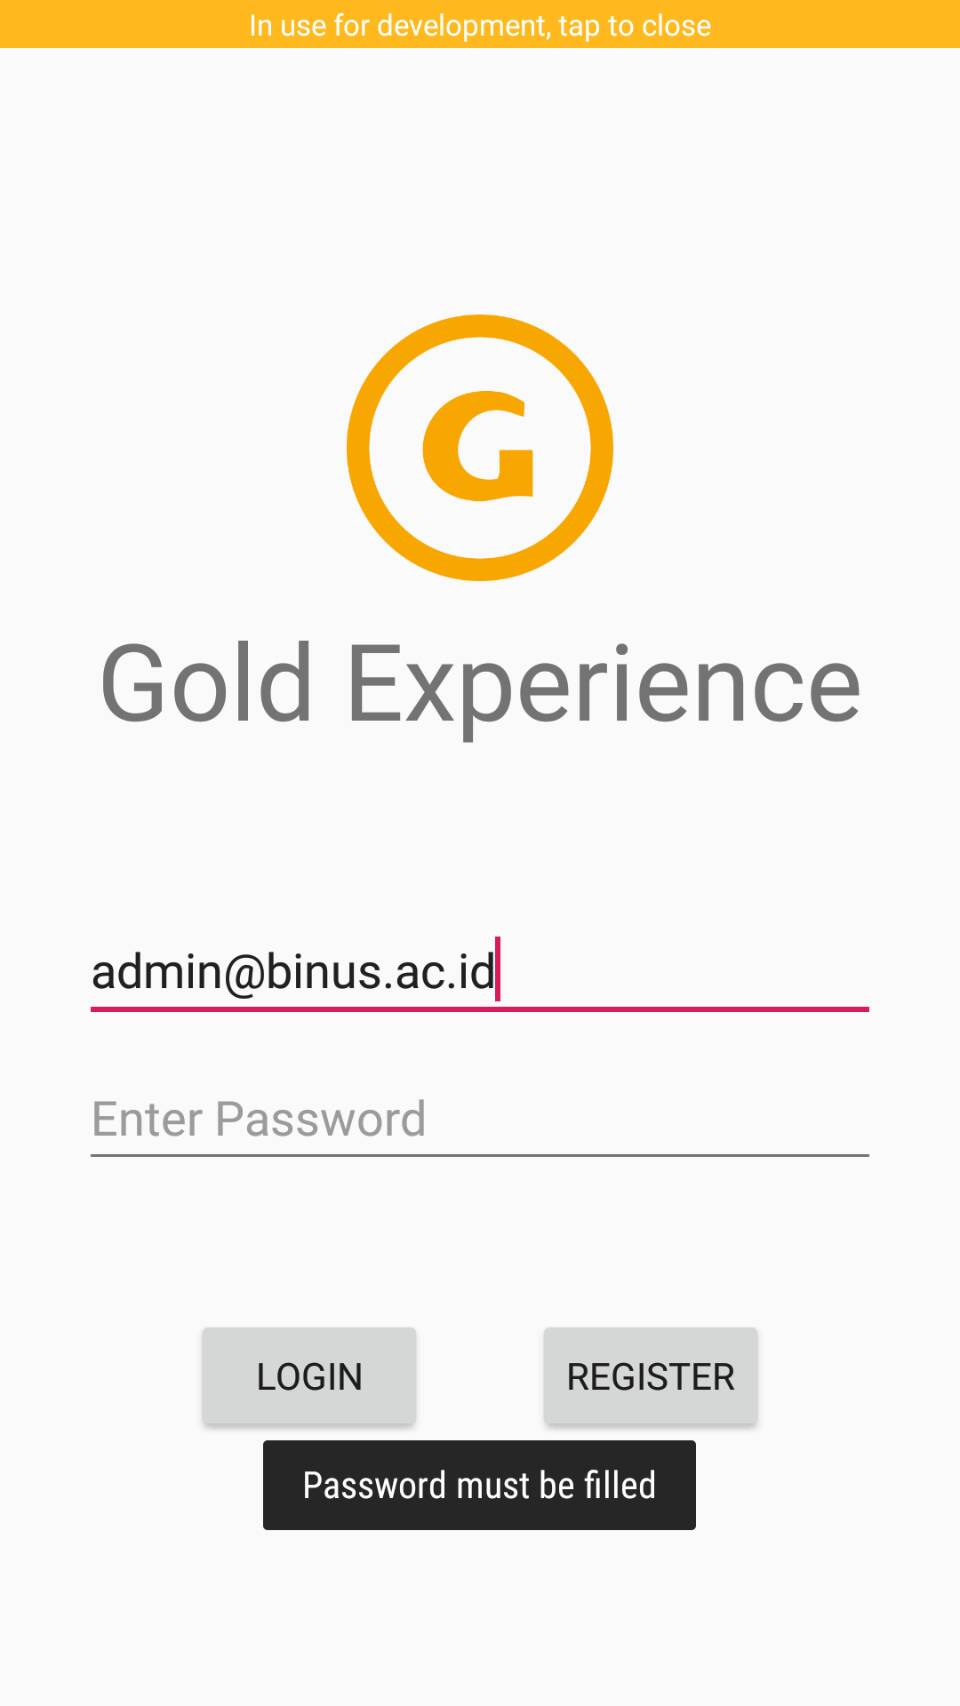 In use for development, tap to close
G
Gold Experience
admin@binus.ac.id
Enter Password
LOGIN REGISTER
Password must be filled